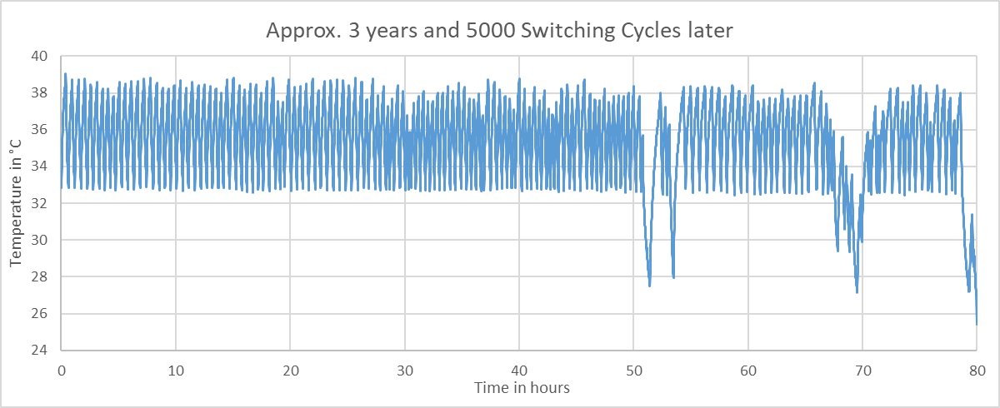 Approx. 3 years and 5000 Switching Cycles later
40
38
36
34
32
30
28
26
24
Temperature in ˚C
0 10 20 30 40 50 60 70 80
Time in hours